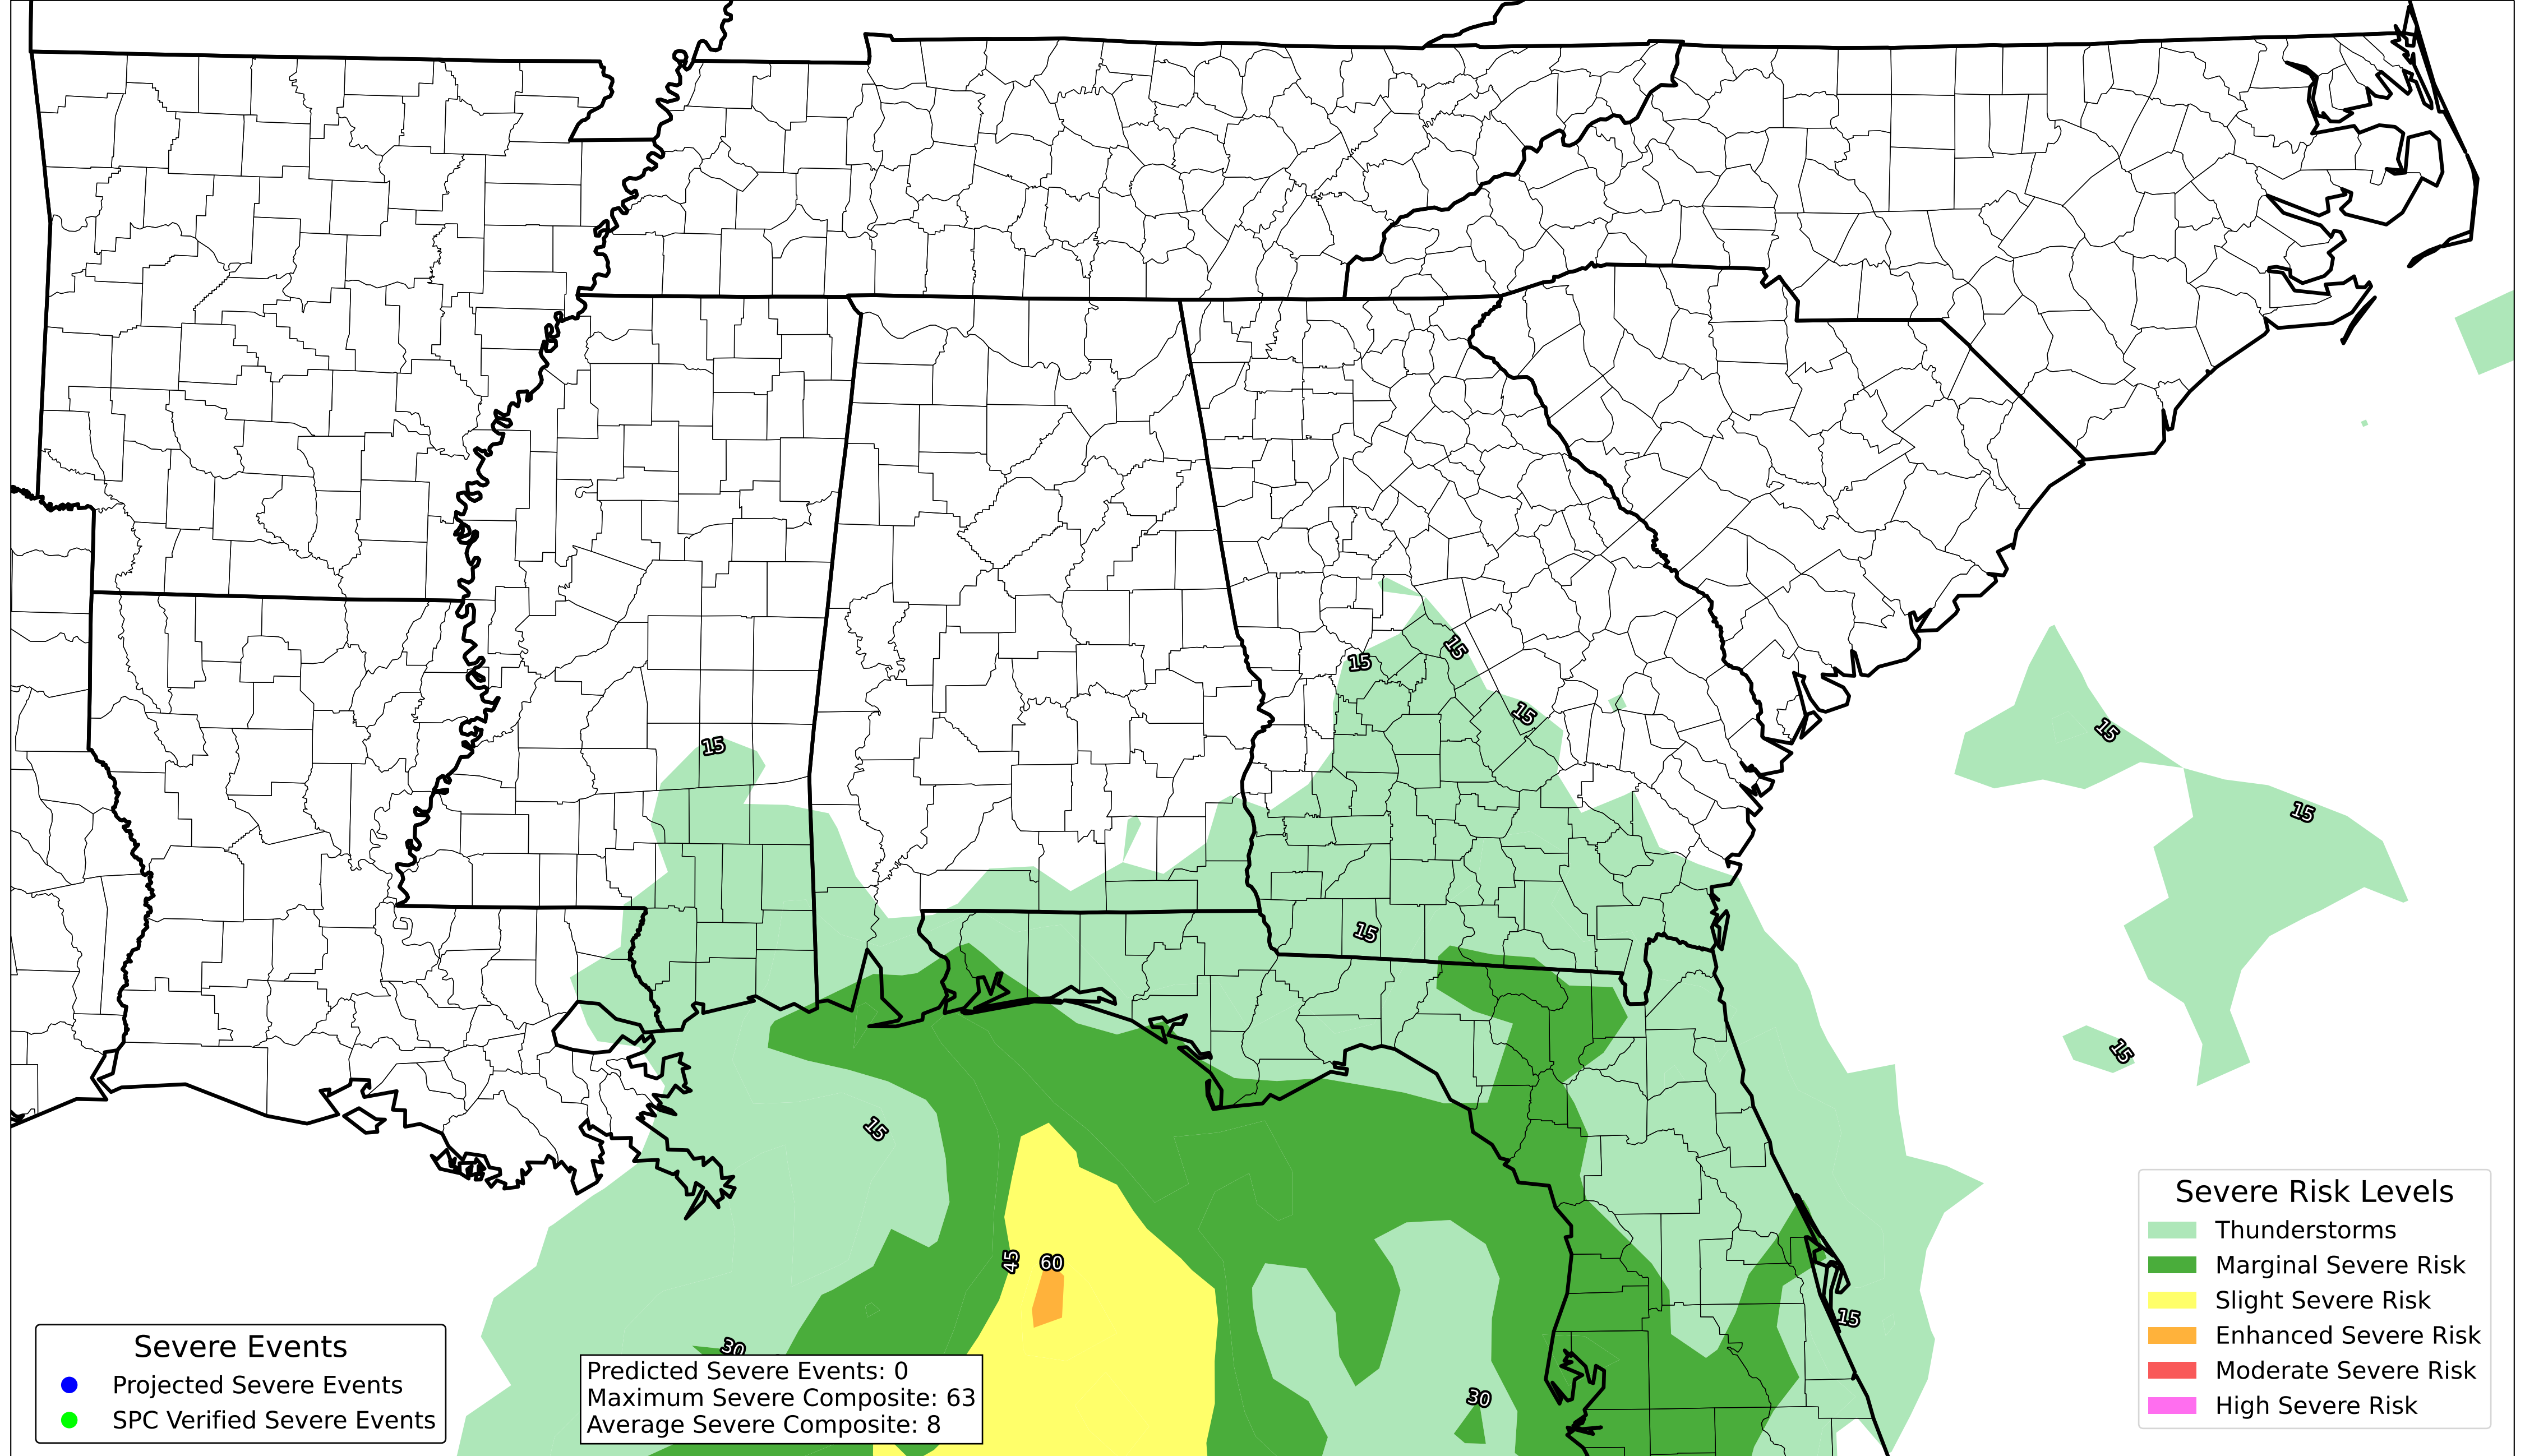 15
15
15
15
15
15
15
15
15
45
60
30
15
30
Severe Events
Projected Severe Events
SPC Verified Severe Events
Predicted Severe Events: 0
Maximum Severe Composite: 63
Average Severe Composite: 8
Severe Risk Levels
Thunderstorms
Marginal Severe Risk
Slight Severe Risk
Enhanced Severe Risk
Moderate Severe Risk
High Severe Risk